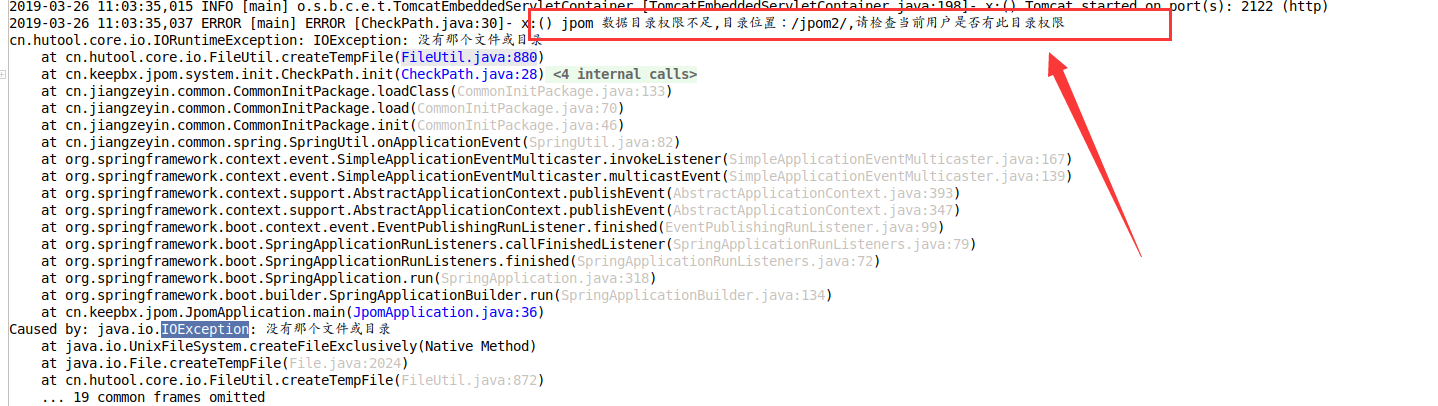 2019-03-26 11:03:35,015 INFO [main] o.s.b.c.e.t.TomcatEmbeddedServletContainer [TomcatEmbeddedServletContainer.java:198]- x:() Tomcat started on port(s): 2122 (http)
2019-03-26 11:03:35,037 ERROR [main] ERROR [CheckPath.java:30]- x:() jpom 数据目录权限不足,目录位置：/jpom2/,请检查当前用户是否有此目录权限
cn.hutool.core.io.IORuntimeException: IOException: 没有那个文件或目录
at cn.hutool.core.io.FileUtil.createTempFile(FileUtil.java:880)
at cn.keepbx.jpom.system.init.CheckPath.init(CheckPath.java:28) <4 internal calls>
at cn.jiangzeyin.common.CommonInitPackage.loadClass(CommonInitPackage.java:133)
at cn.jiangzeyin.common.CommonInitPackage.load(CommonInitPackage.java:70)
at cn.jiangzeyin.common.CommonInitPackage.init(CommonInitPackage.java:46)
at cn.jiangzeyin.common.spring.SpringUtil.onApplicationEvent(SpringUtil.java:82)
at org.springframework.context.event.SimpleApplicationEventMulticaster.invokeListener(SimpleApplicationEventMulticaster.java:167)
at org.springframework.context.event.SimpleApplicationEventMulticaster.multicastEvent(SimpleApplicationEventMulticaster.java:139)
at org.springframework.context.support.AbstractApplicationContext.publishEvent(AbstractApplicationContext.java:393)
at org.springframework.context.support.AbstractApplicationContext.publishEvent(AbstractApplicationContext.java:347)
at org.springframework.boot.context.event.EventPublishingRunListener.finished(EventPublishingRunListener.java:99)
at org.springframework.boot.SpringApplicationRunListeners.callFinishedListener(SpringApplicationRunListeners.java:79)
at org.springframework.boot.SpringApplicationRunListeners.finished(SpringApplicationRunListeners.java:72)
at org.springframework.boot.SpringApplication.run(SpringApplication.java:318)
at org.springframework.boot.builder.SpringApplicationBuilder.run(SpringApplicationBuilder.java:134)
at cn.keepbx.jpom.JpomApplication.main(JpomApplication.java:36)
Caused by: java.io.IOException: 没有那个文件或目录
at java.io.UnixFileSystem.createFileExclusively(Native Method)
at java.io.File.createTempFile(File.java:2024)
at cn.hutool.core.io.FileUtil.createTempFile(FileUtil.java:872)
... 19 common frames omitted